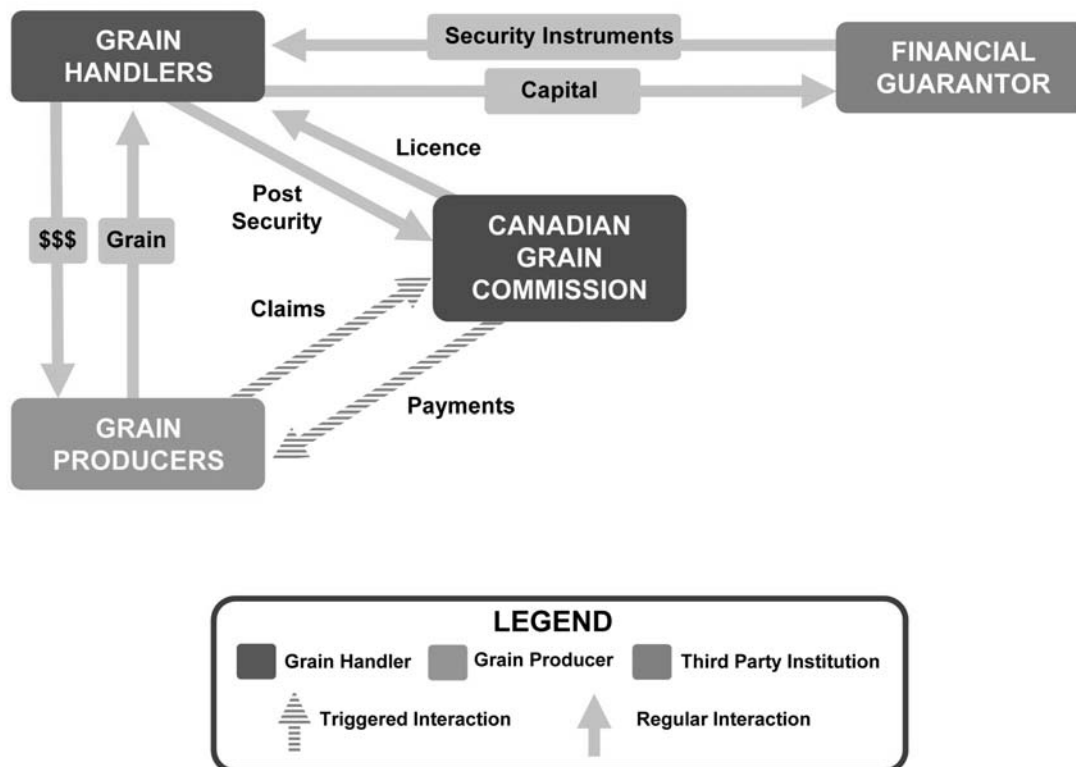 GRAIN
HANDLERS
Security Instruments
Capital
FINANCIAL
GUARANTOR
Licence
Post
Security
$$$
Grain
CANADIAN
GRAIN
COMMISSION
Claims
Payments
GRAIN
PRODUCERS
LEGEND
Grain Handler
Grain Producer
Third Party Institution
Triggered Interaction
Regular Interaction